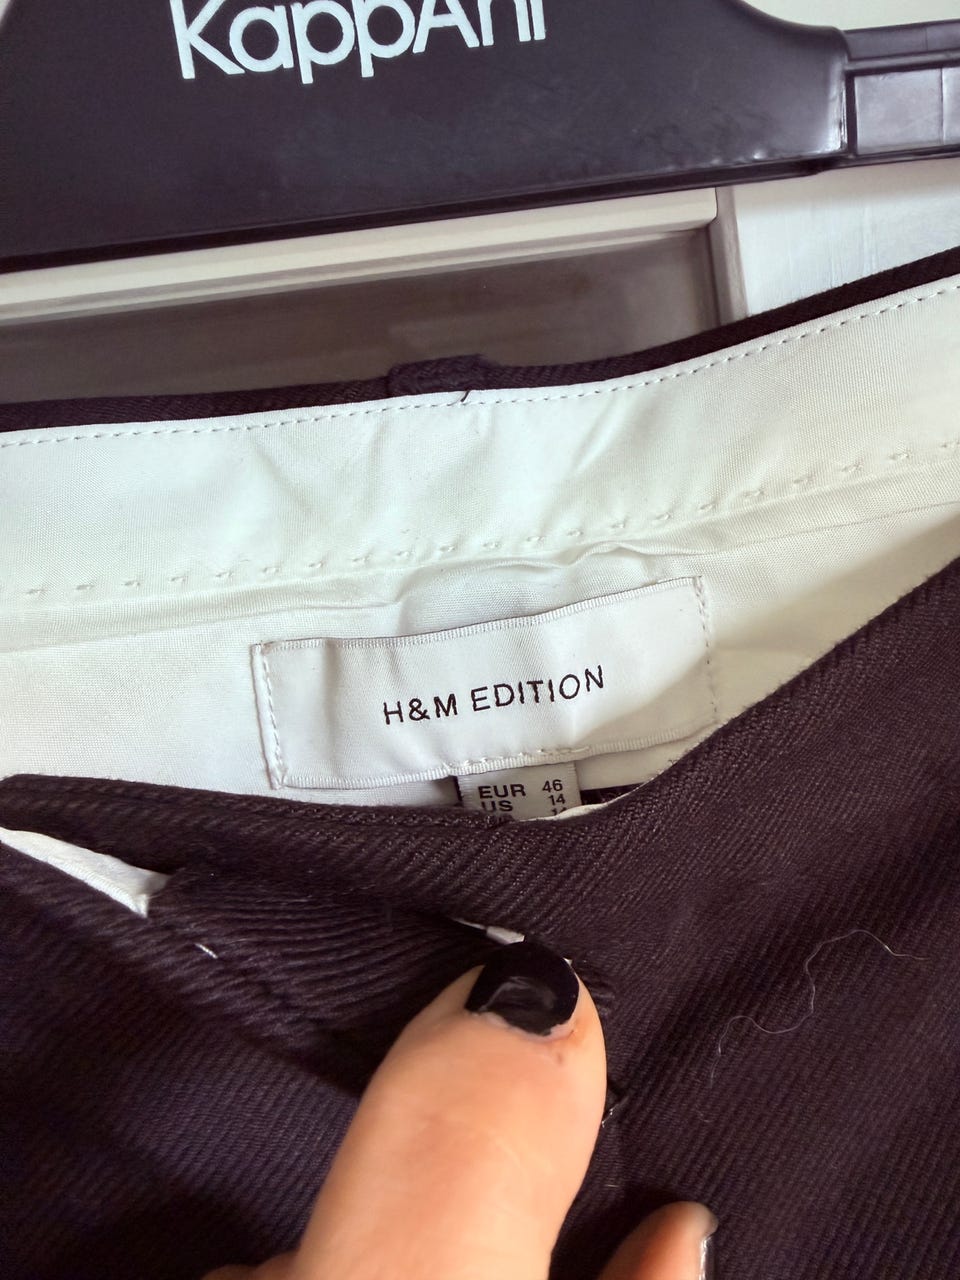 KappAhl
H&M EDITION
EUR 46
US 14